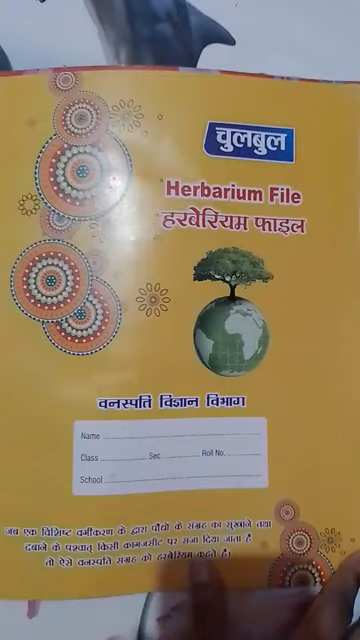 चुलबुल
Herbarium File
हरबेरियम फाइल
वनस्पति विज्ञान विभाग
Name
Class Sec. Roll No.
School
जब एक विशिष्ट वर्गीकरण के द्वारा पौधों के संग्रह का सुखाने तथा
दबाने के पश्चात् किसी कागजसीट पर सजा दिया जाता है
तो ऐसे वनस्पति संग्रह को हरबेरियम कहते है।